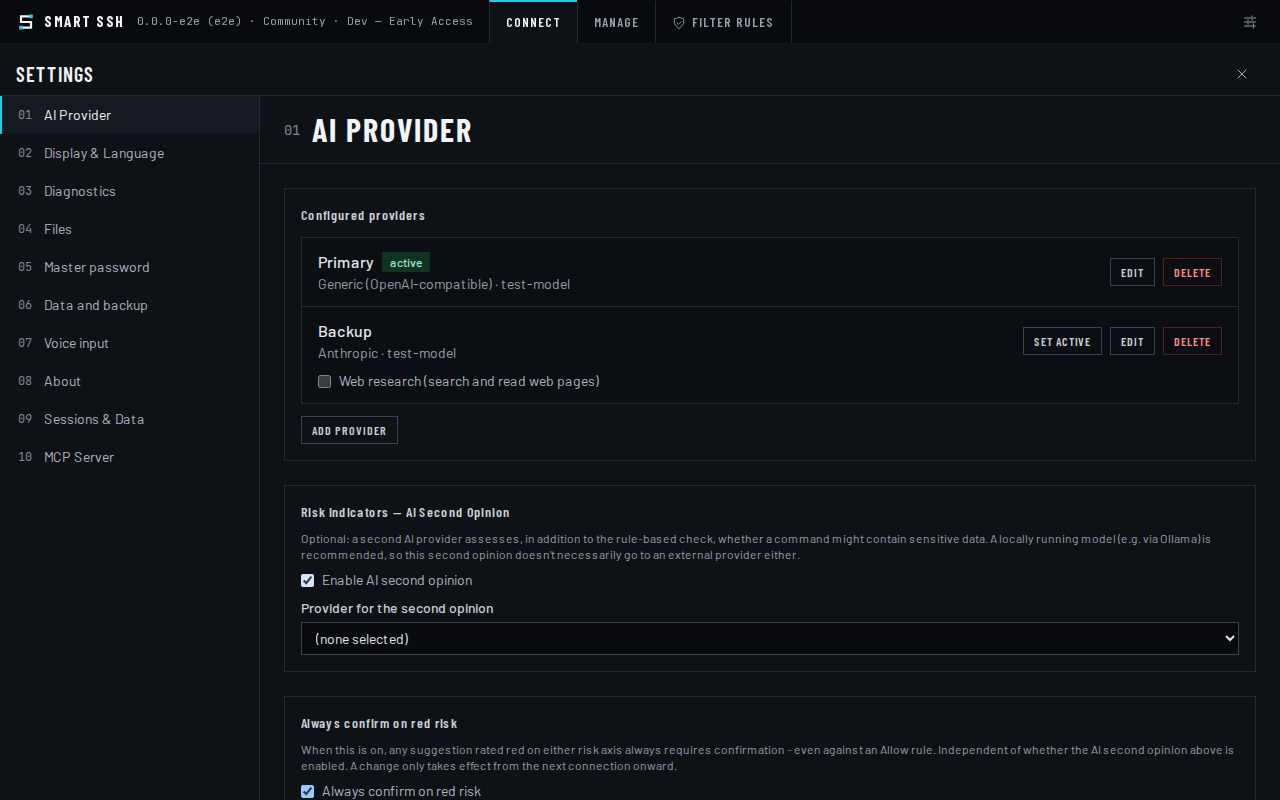 SMART SSH 0.0.0-e2e (e2e) · Community · Dev — Early Access CONNECT MANAGE FILTER RULES
SETTINGS
01 AI Provider
02 Display & Language
03 Diagnostics
04 Files
05 Master password
06 Data and backup
07 Voice input
08 About
09 Sessions & Data
10 MCP Server
01 AI PROVIDER
Configured providers
Primary active
Generic (OpenAI-compatible) · test-model
EDIT DELETE
Backup
Anthropic · test-model
SET ACTIVE EDIT DELETE
Web research (search and read web pages)
ADD PROVIDER
Risk indicators — AI Second Opinion
Optional: a second AI provider assesses, in addition to the rule-based check, whether a command might contain sensitive data. A locally running model (e.g. via Ollama) is
recommended, so this second opinion doesn't necessarily go to an external provider either.
Enable AI second opinion
Provider for the second opinion
(none selected)
Always confirm on red risk
When this is on, any suggestion rated red on either risk axis always requires confirmation - even against an Allow rule. Independent of whether the AI second opinion above is
enabled. A change only takes effect from the next connection onward.
Always confirm on red risk